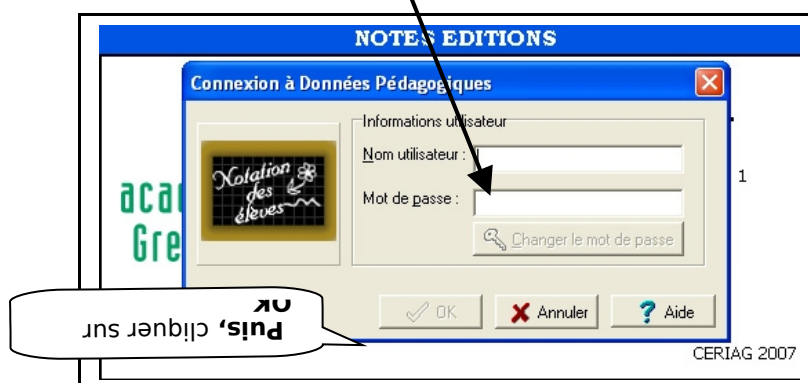 NOTES EDITIONS
Connexion à Données Pédagogiques
Informations utilisateur
Nom utilisateur :
Notation
des
élèves
Mot de passe :
1
acad
Gre
Changer le mot de passe
Puis, cliquer sur
OK
OK
Annuler
Aide
CERIAG 2007